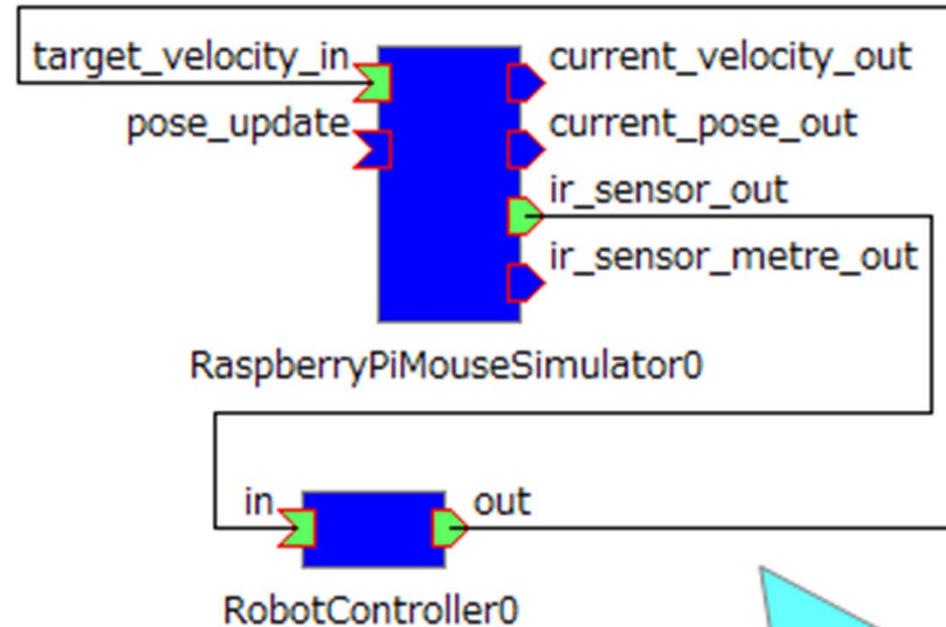 target_velocity_in
current_velocity_out
pose_update
current_pose_out
ir_sensor_out
ir_sensor_metre_out
RaspberryPiMouseSimulator0
in
out
RobotController0